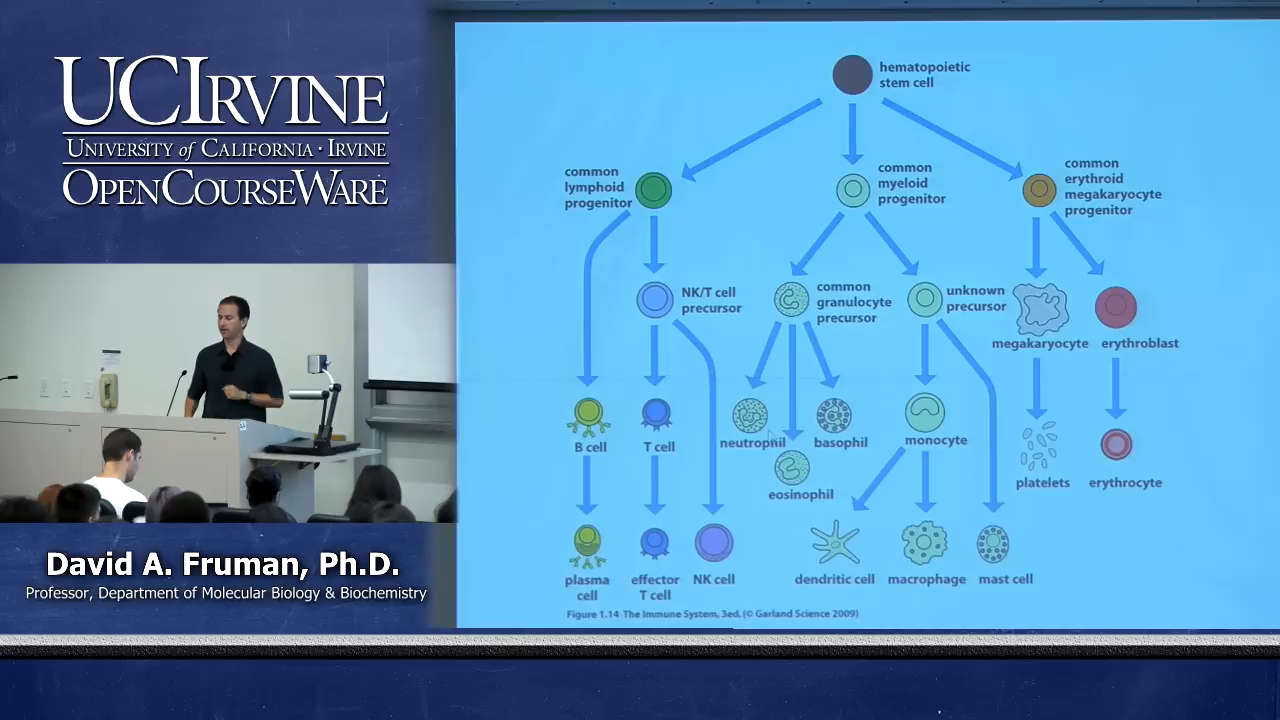 UCIRVINE
UNIVERSITY of CALIFORNIA · IRVINE
OPENCOURSEWARE
David A. Fruman, Ph.D.
Professor, Department of Molecular Biology & Biochemistry
hematopoietic
stem cell
common
lymphoid
progenitor
common
myeloid
progenitor
common
erythroid
megakaryocyte
progenitor
NK/T cell
precursor
common
granulocyte
precursor
unknown
precursor
megakaryocyte
erythroblast
B cell
T cell
neutrophil
basophil
eosinophil
monocyte
platelets
erythrocyte
plasma
cell
effector
T cell
NK cell
dendritic cell
macrophage
mast cell
Figure 1.14 The Immune System, 3ed. (© Garland Science 2009)